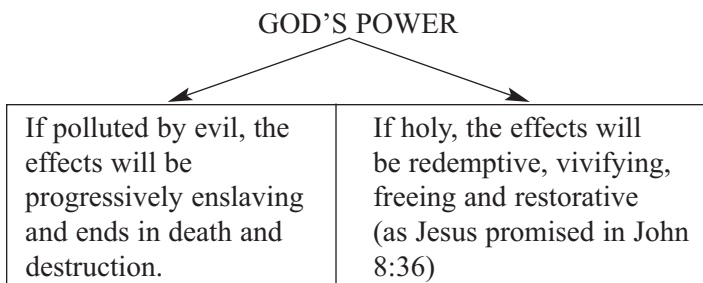 GOD’S POWER
If polluted by evil, the
effects will be
progressively enslaving
and ends in death and
destruction.
If holy, the effects will
be redemptive, vivifying,
freeing and restorative
(as Jesus promised in John
8:36)